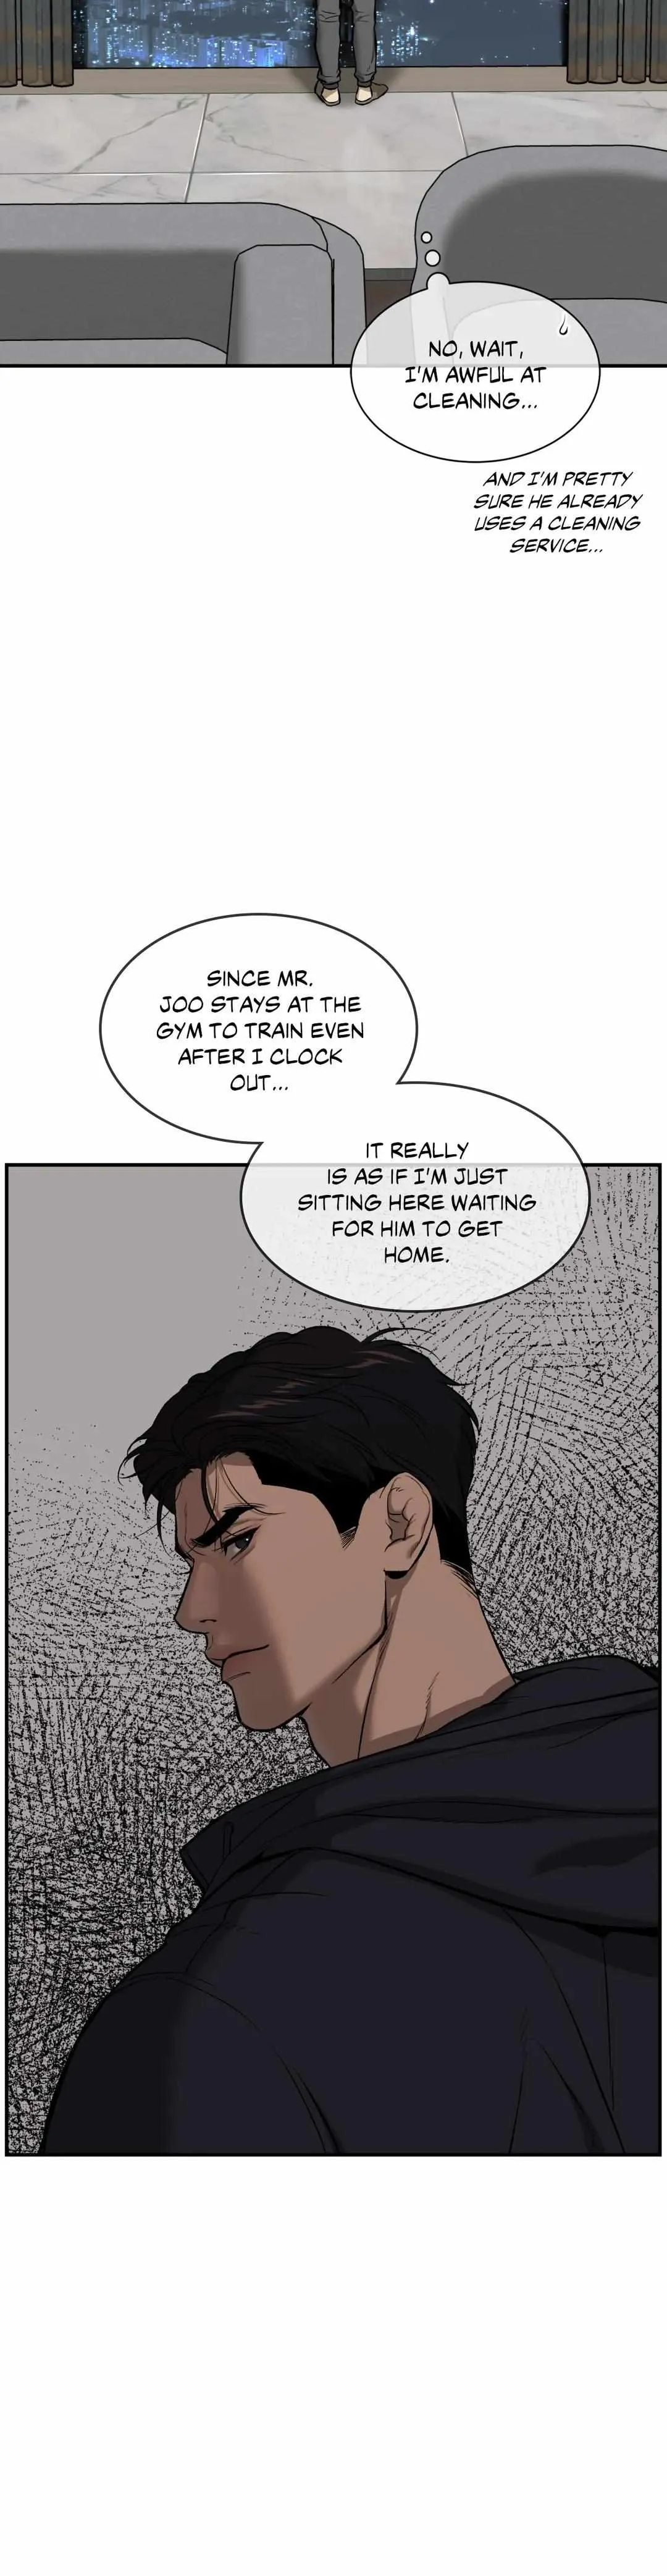 NO, WAIT,
I'M AWFUL AT
CLEANING...
AND I'M PRETTY
SURE HE ALREADY
USES A CLEANING
SERVICE...
SINCE MR.
JOO STAYS AT THE
GYM TO TRAIN EVEN
AFTER I CLOCK
OUT...
IT REALLY
IS AS IF I'M JUST
SITTING HERE WAITING
FOR HIM TO GET
HOME.